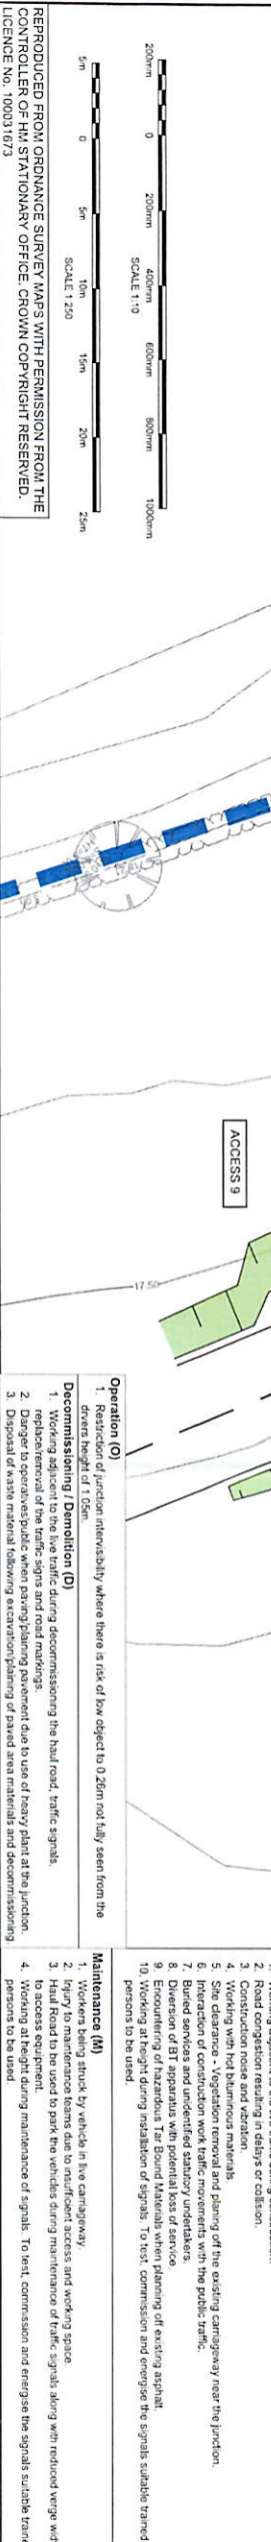 200mm 0 200mm 400mm 600mm 800mm 1000mm
SCALE 1:10
5m 0 5m 10m 15m 20m 25m
SCALE 1:250
REPRODUCED FROM ORDNANCE SURVEY MAPS WITH PERMISSION FROM THE
CONTROLLER OF HM STATIONARY OFFICE. CROWN COPYRIGHT RESERVED.
LICENCE No. 100031673
ACCESS 9
17.50
Operation (O)
1. Restriction of junction intervisibility where there is risk of low object to 0.26m not fully seen from the
drivers height of 1.05m.
Decommissioning / Demolition (D)
1. Working adjacent to the live traffic during decommissioning the haul road, traffic signals,
replace/removal of the traffic signs and road markings.
2. Danger to operatives/public when paving/plaining pavement due to use of heavy plant at the junction.
3. Disposal of waste material following excavation/plaining of paved area materials and decommissioning
2. Road congestion resulting in delays or collision.
3. Construction noise and vibration.
4. Working with hot bituminous materials.
5. Site clearance - Vegetation removal and planing off the existing carriageway near the junction.
6. Interaction of construction work traffic movements with the public traffic.
7. Buried services and unidentified statutory undertakers.
8. Diversion of BT apparatus with potential loss of service.
9. Encountering of hazardous Tar Bound Materials when planning off existing asphalt.
10. Working at height during installation of signals. To test, commission and energise the signals suitable trained
persons to be used.
Maintenance (M)
1. Workers being struck by vehicle in live carriageway.
2. Injury to maintenance teams due to insufficient access and working space.
3. Haul Road to be used to park the vehicles during maintenance of traffic signals along with reduced verge
to access equipment.
4. Working at height during maintenance of signals. To test, commission and energise the signals suitable
persons to be used.